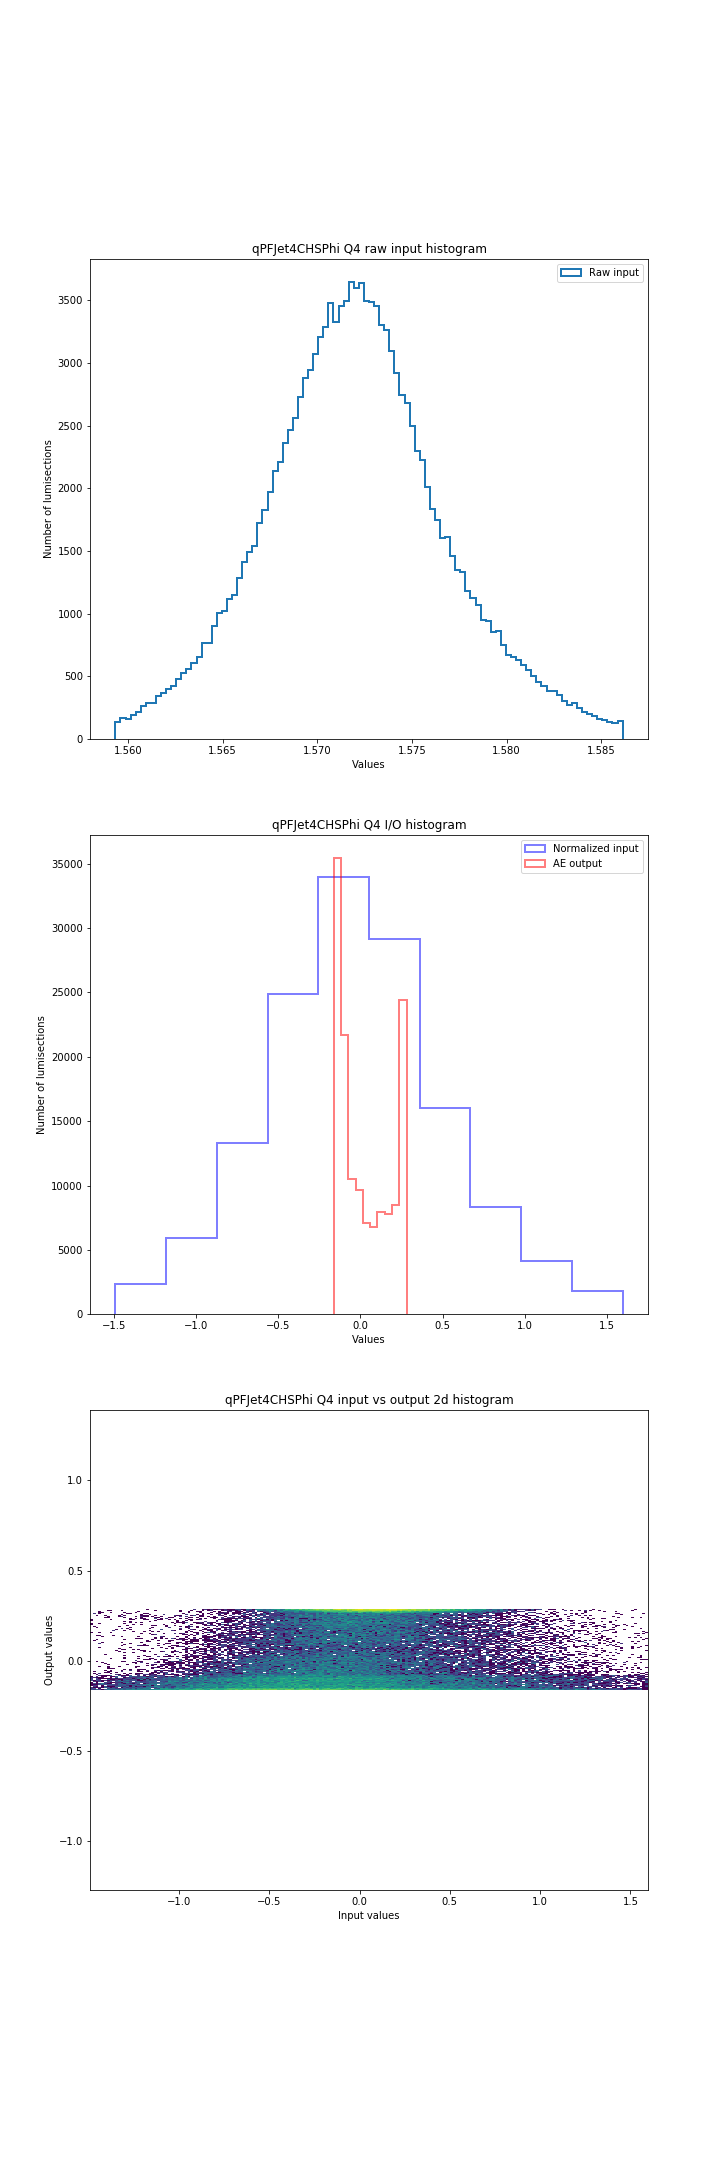 qPFJet4CHSPhi Q4 raw input histogram
Raw input
3500
3000
2500
2000
1500
1000
500
0
Number of lumisections
1.560 1.565 1.570 1.575 1.580 1.585
Values
qPFJet4CHSPhi Q4 I/O histogram
Normalized input
AE output
35000
30000
25000
20000
15000
10000
5000
0
Number of lumisections
−1.5 −1.0 −0.5 0.0 0.5 1.0 1.5
Values
qPFJet4CHSPhi Q4 input vs output 2d histogram
1.0
0.5
0.0
−0.5
−1.0
Output values
−1.0 −0.5 0.0 0.5 1.0 1.5
Input values